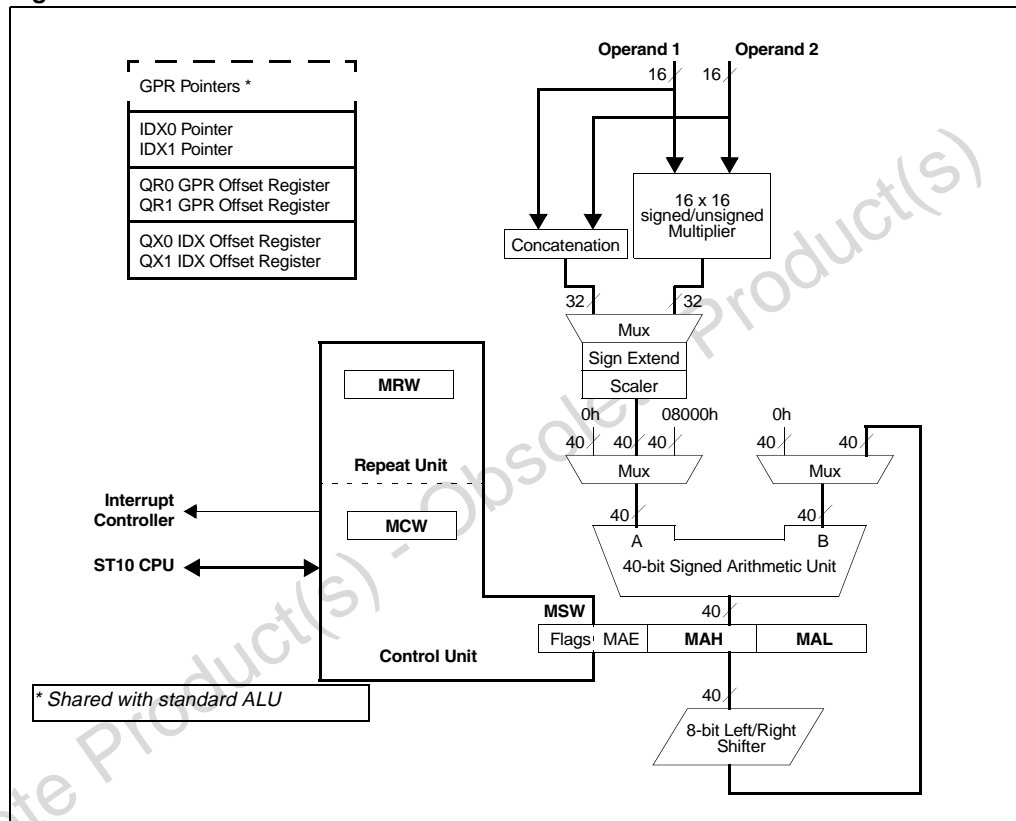 Operand 1 Operand 2
16 16
GPR Pointers *
IDX0 Pointer
IDX1 Pointer
QR0 GPR Offset Register
QR1 GPR Offset Register
QX0 IDX Offset Register
QX1 IDX Offset Register
16 x 16
signed/unsigned
Multiplier
Concatenation
32 32
Mux
Sign Extend
Scaler
MRW
0h 08000h 0h
40 40 40 40 40
Mux Mux
Repeat Unit
Interrupt
Controller
MCW
40 40
A B
ST10 CPU
40-bit Signed Arithmetic Unit
40
MSW
Flags MAE MAH MAL
Control Unit
* Shared with standard ALU
40
8-bit Left/Right
Shifter
Product(s) - Obsolete Product(s)